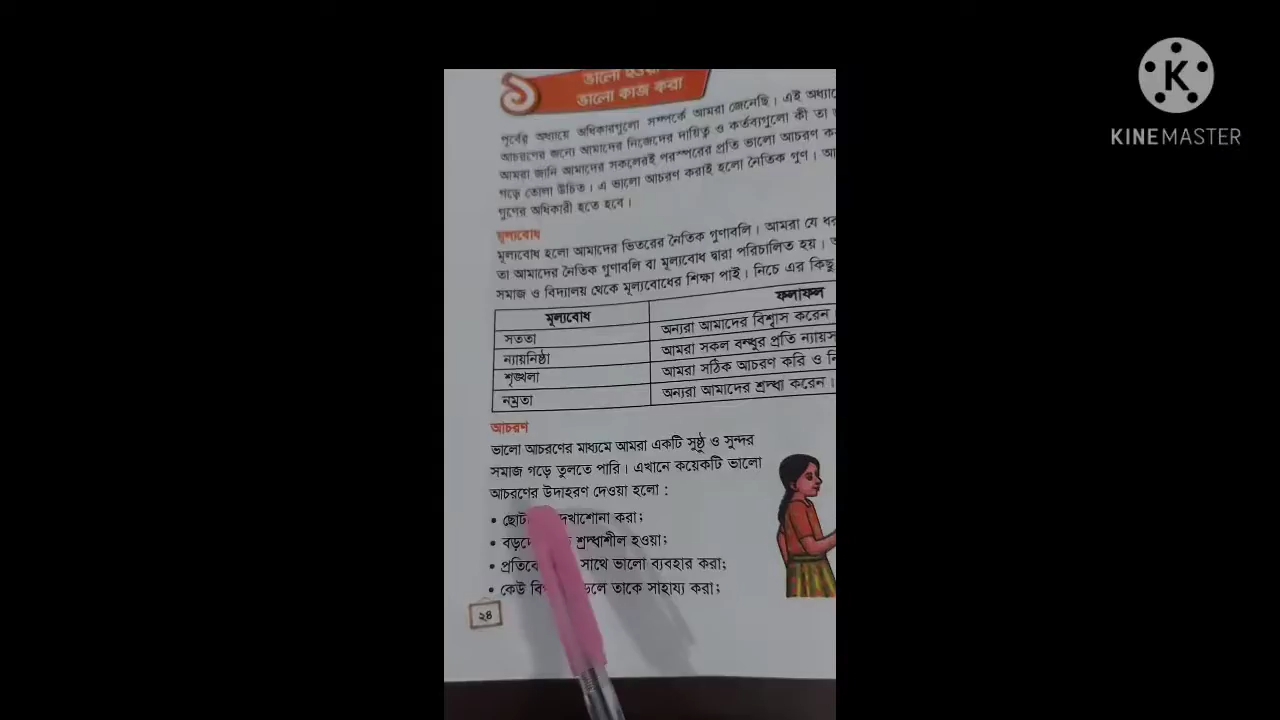 ১
ভালো হওয়া
ভালো কাজ করা
পূর্বের অধ্যায়ে অধিকারগুলো সম্পর্কে আমরা জেনেছি। এই
আচরণের জন্যে আমাদের নিজেদের দায়িত্ব ও কর্তব্যগুলো কী তা
আমরা জানি আমাদের সকলেরই পরস্পরের প্রতি ভালো আচরণ
গড়ে তোলা উচিত। এ ভালো আচরণ করাই হলো নৈতিক গুণ।
গুণের অধিকারী হতে হবে।
মূল্যবোধ
মূল্যবোধ হলো আমাদের ভিতরের নৈতিক গুণাবলি। আমরা যে
তা আমাদের নৈতিক গুণাবলি বা মূল্যবোধ দ্বারা পরিচালিত হয়।
সমাজ ও বিদ্যালয় থেকে মূল্যবোধের শিক্ষা পাই। নিচে এর কিছু
মূল্যবোধ ফলাফল
সততা অন্যরা আমাদের বিশ্বাস করেন।
ন্যায়নিষ্ঠা আমরা সকল বন্ধুর প্রতি
শৃঙ্খলা আমরা সঠিক আচরণ করি ও
নম্রতা অন্যরা আমাদের শ্রদ্ধা করেন।
আচরণ
ভালো আচরণের মাধ্যমে আমরা একটি সুষ্ঠু ও সুন্দর
সমাজ গড়ে তুলতে পারি। এখানে কয়েকটি ভালো
আচরণের উদাহরণ দেওয়া হলো :
• করা;
• শ্রদ্ধাশীল হওয়া;
• সাথে ভালো ব্যবহার করা;
• কেউ তাকে সাহায্য করা;
২৪
KINEMASTER